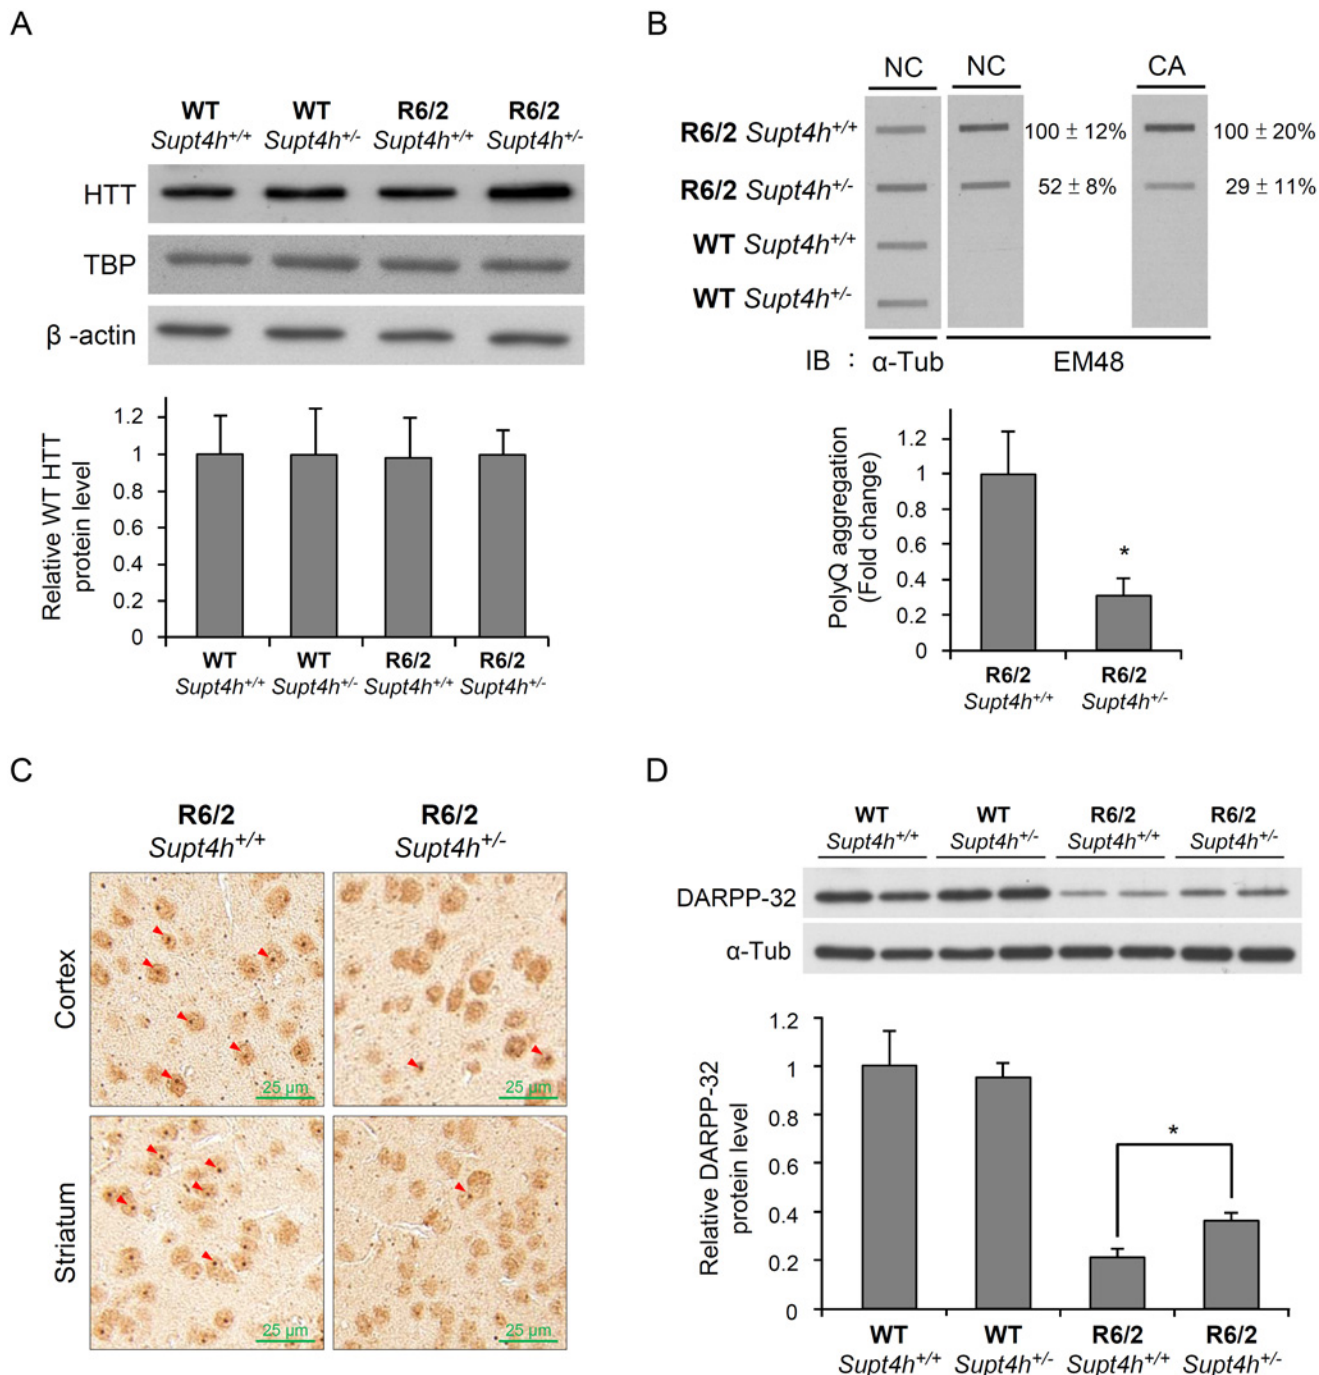 A
WT WT R6/2 R6/2
Supt4h+/+ Supt4h+/- Supt4h+/+ Supt4h+/-
HTT
TBP
β -actin
Relative WT HTT
protein level
1.2
1
0.8
0.6
0.4
0.2
0
WT WT R6/2 R6/2
Supt4h+/+ Supt4h+/- Supt4h+/+ Supt4h+/-
B
NC NC CA
R6/2 Supt4h+/+ 100 ± 12% 100 ± 20%
R6/2 Supt4h+/- 52 ± 8% 29 ± 11%
WT Supt4h+/+
WT Supt4h+/-
IB : α-Tub EM48
PolyQ aggregation
(Fold change)
1.2
1
0.8
0.6
0.4
0.2
0
R6/2 R6/2
Supt4h+/+ Supt4h+/-
*
C
R6/2 R6/2
Supt4h+/+ Supt4h+/-
Cortex
25 µm 25 µm
Striatum
25 µm 25 µm
D
WT WT R6/2 R6/2
Supt4h+/+ Supt4h+/- Supt4h+/+ Supt4h+/-
DARPP-32
α-Tub
Relative DARPP-32
protein level
1.2
1
0.8
0.6
0.4
0.2
0
*
WT WT R6/2 R6/2
Supt4h+/+ Supt4h+/- Supt4h+/+ Supt4h+/-